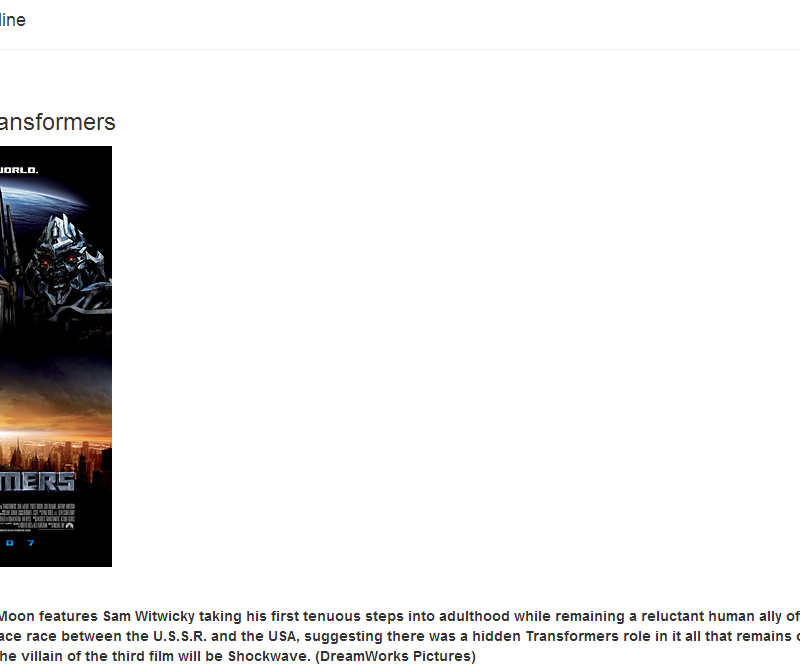 line
ansformers
WORLD.
MERS
0 7
Moon features Sam Witwicky taking his first tenuous steps into adulthood while remaining a reluctant human ally of
ace race between the U.S.S.R. and the USA, suggesting there was a hidden Transformers role in it all that remains
he villain of the third film will be Shockwave. (DreamWorks Pictures)